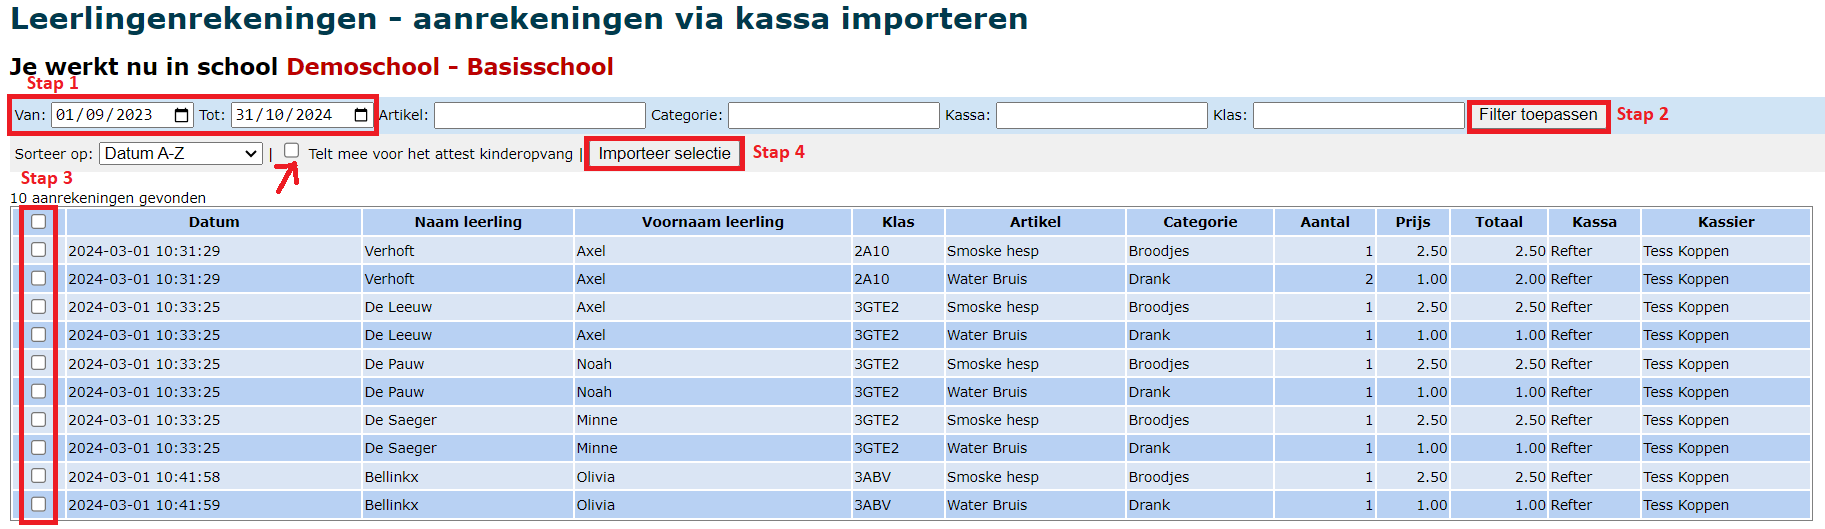 Leerlingenrekeningen - aanrekeningen via kassa importeren
Je werkt nu in school Demoschool - Basisschool
Stap 1
Van: 01/09/2023 Tot: 31/10/2024 Artikel: Categorie: Kassa: Klas: Filter toepassen Stap 2
Sorteer op: Datum A-Z | Telt mee voor het attest kinderopvang | Importeer selectie Stap 4
Stap 3
10 aanrekeningen gevonden
Datum Naam leerling Voornaam leerling Klas Artikel Categorie Aantal Prijs Totaal Kassa Kassier
2024-03-01 10:31:29 Verhoft Axel 2A10 Smoske hesp Broodjes 1 2.50 2.50 Refter Tess Koppen
2024-03-01 10:31:29 Verhoft Axel 2A10 Water Bruis Drank 2 1.00 2.00 Refter Tess Koppen
2024-03-01 10:33:25 De Leeuw Axel 3GTE2 Smoske hesp Broodjes 1 2.50 2.50 Refter Tess Koppen
2024-03-01 10:33:25 De Leeuw Axel 3GTE2 Water Bruis Drank 1 1.00 1.00 Refter Tess Koppen
2024-03-01 10:33:25 De Pauw Noah 3GTE2 Smoske hesp Broodjes 1 2.50 2.50 Refter Tess Koppen
2024-03-01 10:33:25 De Pauw Noah 3GTE2 Water Bruis Drank 1 1.00 1.00 Refter Tess Koppen
2024-03-01 10:33:25 De Saeger Minne 3GTE2 Smoske hesp Broodjes 1 2.50 2.50 Refter Tess Koppen
2024-03-01 10:33:25 De Saeger Minne 3GTE2 Water Bruis Drank 1 1.00 1.00 Refter Tess Koppen
2024-03-01 10:41:58 Bellinkx Olivia 3ABV Smoske hesp Broodjes 1 2.50 2.50 Refter Tess Koppen
2024-03-01 10:41:59 Bellinkx Olivia 3ABV Water Bruis Drank 1 1.00 1.00 Refter Tess Koppen